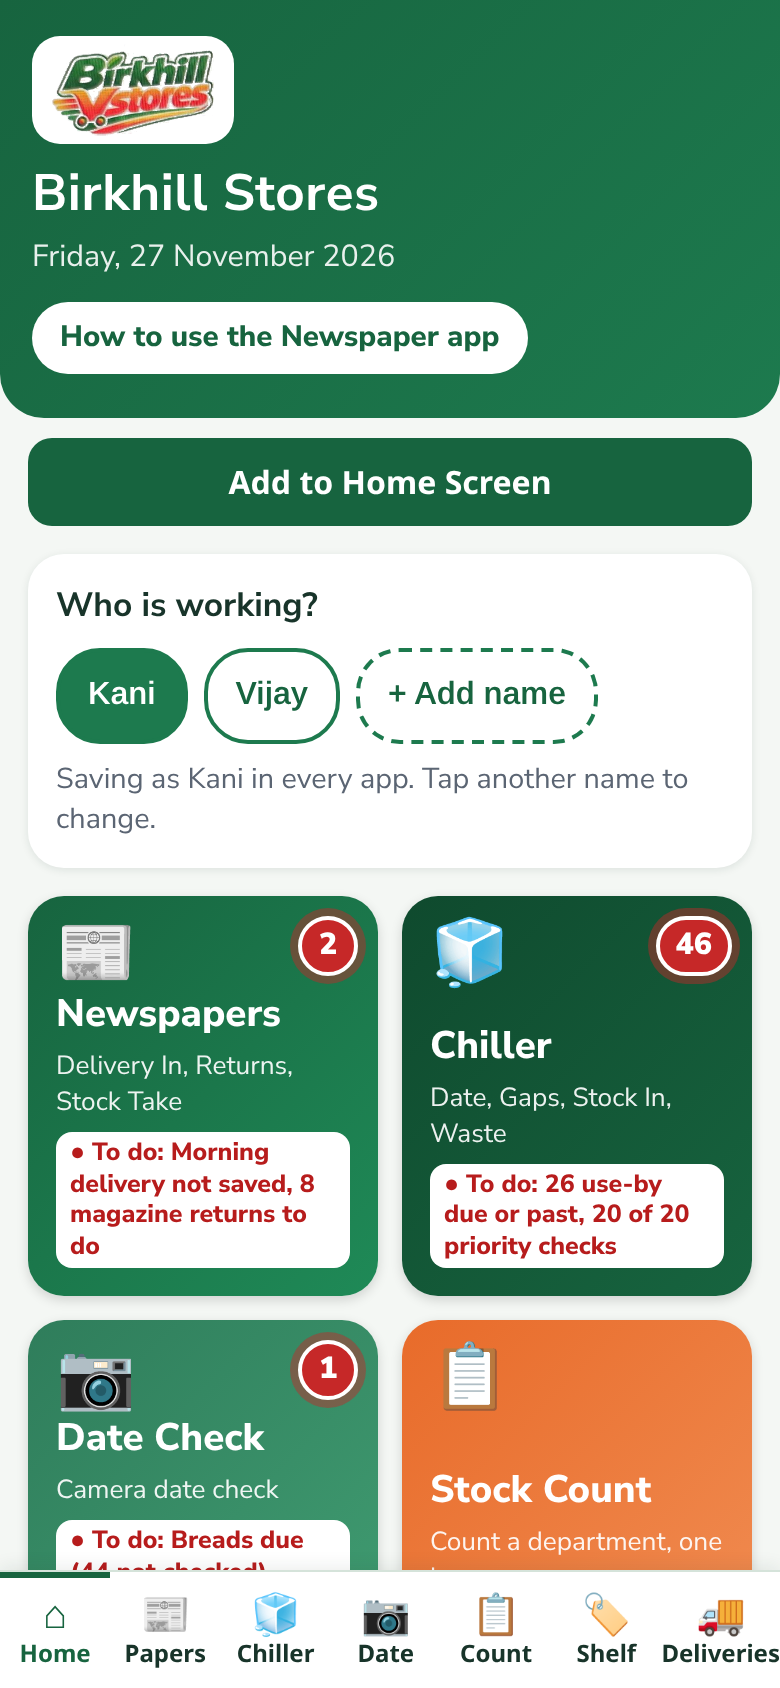 Birkhill
Vstores
Birkhill Stores
Friday, 27 November 2026
How to use the Newspaper app
Add to Home Screen
Who is working?
Kani
Vijay
+ Add name
Saving as Kani in every app. Tap another name to
change.
2
Newspapers
Delivery In, Returns,
Stock Take
● To do: Morning
delivery not saved, 8
magazine returns to
do
46
Chiller
Date, Gaps, Stock In,
Waste
● To do: 26 use-by
due or past, 20 of 20
priority checks
1
Date Check
Camera date check
● To do: Breads due
(44 not checked)
Stock Count
Count a department, one
Home
Papers
Chiller
Date
Count
Shelf
Deliveries